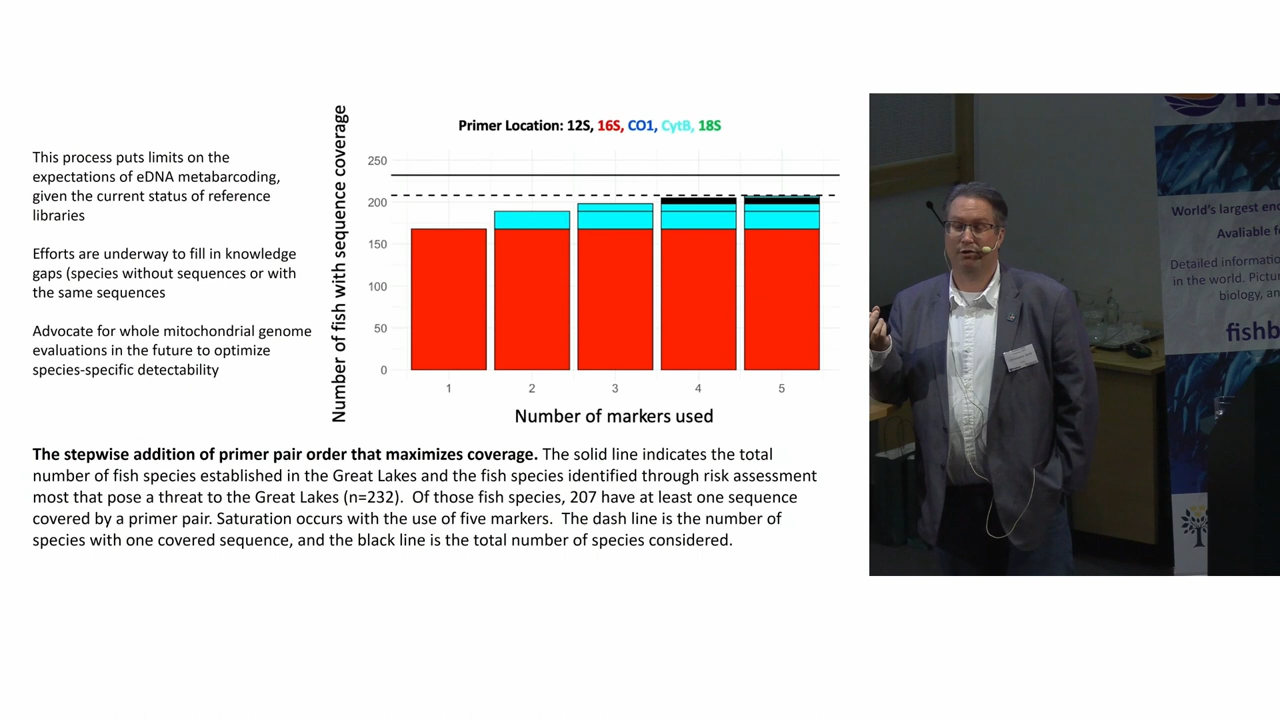 This process puts limits on the
expectations of eDNA metabarcoding,
given the current status of reference
libraries
Efforts are underway to fill in knowledge
gaps (species without sequences or with
the same sequences
Advocate for whole mitochondrial genome
evaluations in the future to optimize
species-specific detectability
Primer Location: 12S, 16S, CO1, CytB, 18S
Number of fish with sequence coverage
250
200
150
100
50
0
1 2 3 4 5
Number of markers used
The stepwise addition of primer pair order that maximizes coverage. The solid line indicates the total
number of fish species established in the Great Lakes and the fish species identified through risk assessment
most that pose a threat to the Great Lakes (n=232). Of those fish species, 207 have at least one sequence
covered by a primer pair. Saturation occurs with the use of five markers. The dash line is the number of
species with one covered sequence, and the black line is the total number of species considered.
World's largest
Avaliable
Detailed
in the world.
biology,
fishb